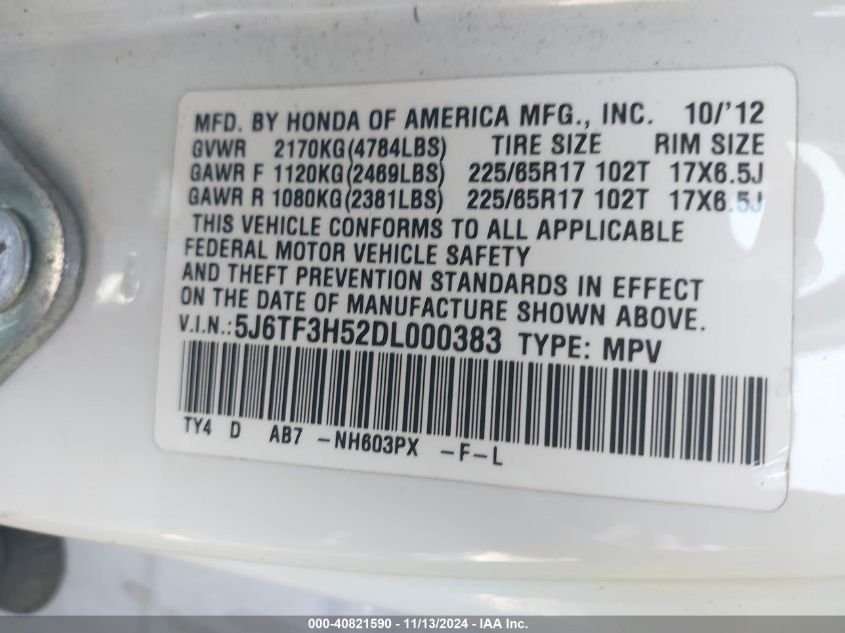 MFD. BY HONDA OF AMERICA MFG., INC. 10/'12
GVWR 2170KG(4784LBS) TIRE SIZE RIM SIZE
GAWR F 1120KG(2469LBS) 225/65R17 102T 17X6.5J
GAWR R 1080KG(2381LBS) 225/65R17 102T 17X6.5J
THIS VEHICLE CONFORMS TO ALL APPLICABLE
FEDERAL MOTOR VEHICLE SAFETY
AND THEFT PREVENTION STANDARDS IN EFFECT
ON THE DATE OF MANUFACTURE SHOWN ABOVE.
V.I.N.:5J6TF3H52DL000383 TYPE: MPV
TY4 D AB7 -NH603PX -F-L
000-40821590 - 11/13/2024 - IAA Inc.